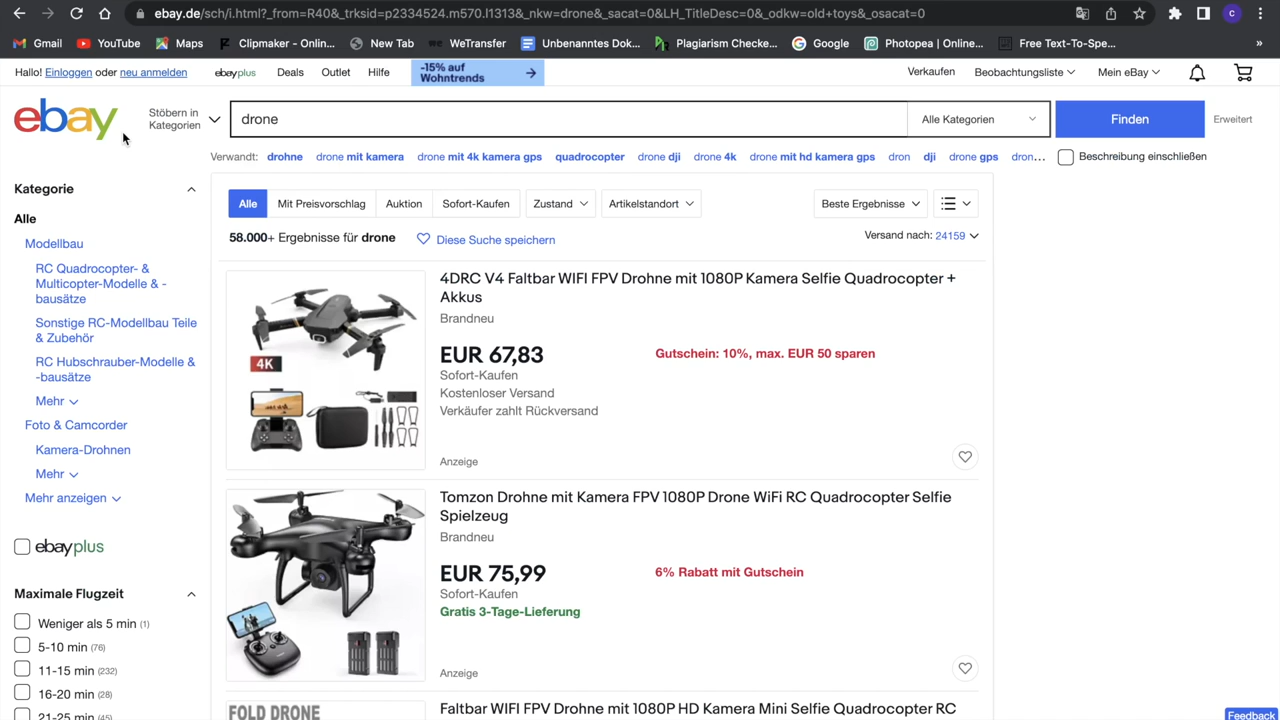 ebay.de/sch/i.html?_from=R40&_trksid=p2334524.m570.l1313&_nkw=drone&_sacat=0&LH_TitleDesc=0&_odkw=old+toys&_osacat=0
C
Gmail YouTube Maps Clipmaker - Onlin... New Tab WeTransfer Unbenanntes Dok... Plagiarism Checke... Google Photopea | Online... Free Text-To-Spe... »
Hallo! Einloggen oder neu anmelden ebayplus Deals Outlet Hilfe
-15% auf
Wohntrends
Verkaufen Beobachtungsliste Mein eBay
ebay
Stöbern in
Kategorien
drone
Alle Kategorien
Finden
Erweitert
Verwandt: drohne drone mit kamera drone mit 4k kamera gps quadrocopter drone dji drone 4k drone mit hd kamera gps dron dji drone gps dron... Beschreibung einschließen
Kategorie
Alle
Modellbau
RC Quadrocopter- &
Multicopter-Modelle & -
bausätze
Sonstige RC-Modellbau Teile
& Zubehör
RC Hubschrauber-Modelle &
-bausätze
Mehr
Foto & Camcorder
Kamera-Drohnen
Mehr
Mehr anzeigen
ebayplus
Maximale Flugzeit
Weniger als 5 min (1)
5-10 min (76)
11-15 min (232)
16-20 min (28)
21-25 min (45)
Alle Mit Preisvorschlag Auktion Sofort-Kaufen Zustand Artikelstandort Beste Ergebnisse
58.000+ Ergebnisse für drone Diese Suche speichern Versand nach: 24159
4K
4DRC V4 Faltbar WIFI FPV Drohne mit 1080P Kamera Selfie Quadrocopter +
Akkus
Brandneu
EUR 67,83
Gutschein: 10%, max. EUR 50 sparen
Sofort-Kaufen
Kostenloser Versand
Verkäufer zahlt Rückversand
Anzeige
Tomzon Drohne mit Kamera FPV 1080P Drone WiFi RC Quadrocopter Selfie
Spielzeug
Brandneu
EUR 75,99
6% Rabatt mit Gutschein
Sofort-Kaufen
Gratis 3-Tage-Lieferung
Anzeige
FOLD DRONE
Faltbar WIFI FPV Drohne mit 1080P HD Kamera Mini Selfie Quadrocopter RC
Feedback